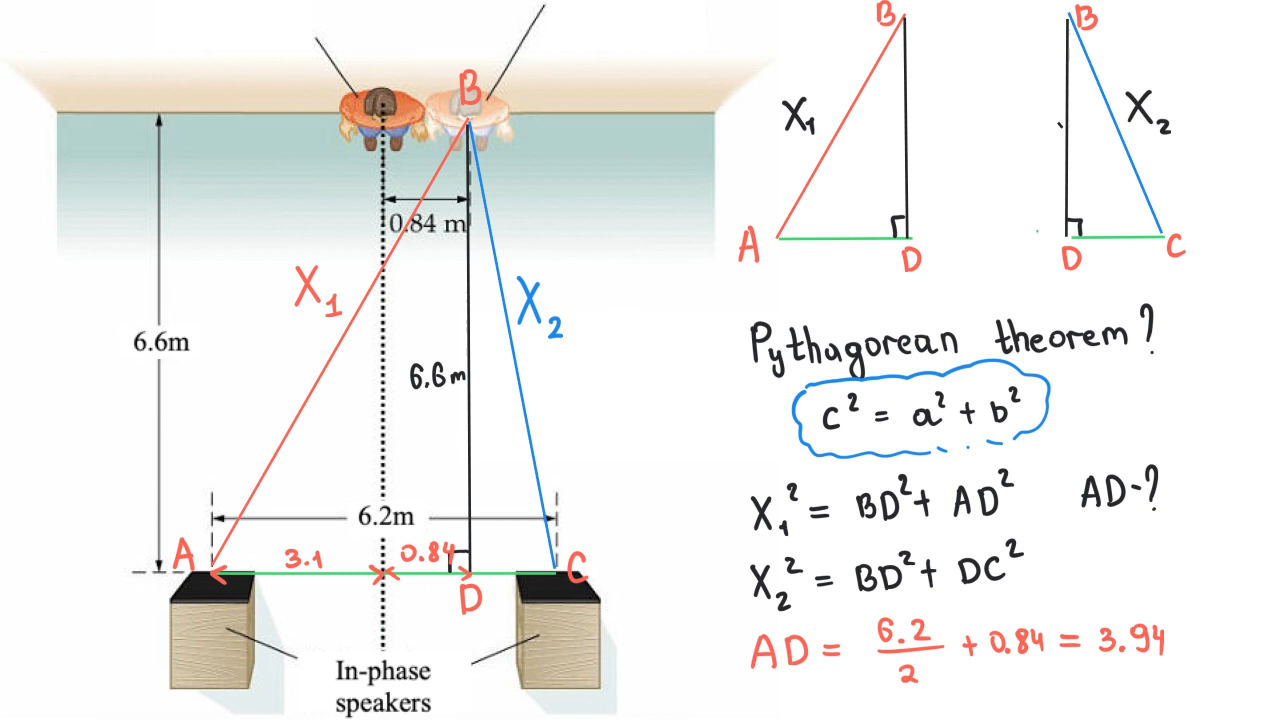 B
0.84 m
X₁
X₂
6.6m
6.6m
6.2m
A
3.1
0.84
C
D
In-phase
speakers
B
X₁
A
D
B
X₂
D
C
Pythagorean theorem?
c² = a² + b²
X₁² = BD² + AD² AD-?
X₂² = BD² + DC²
AD = 6.2/2 + 0.84 = 3.94